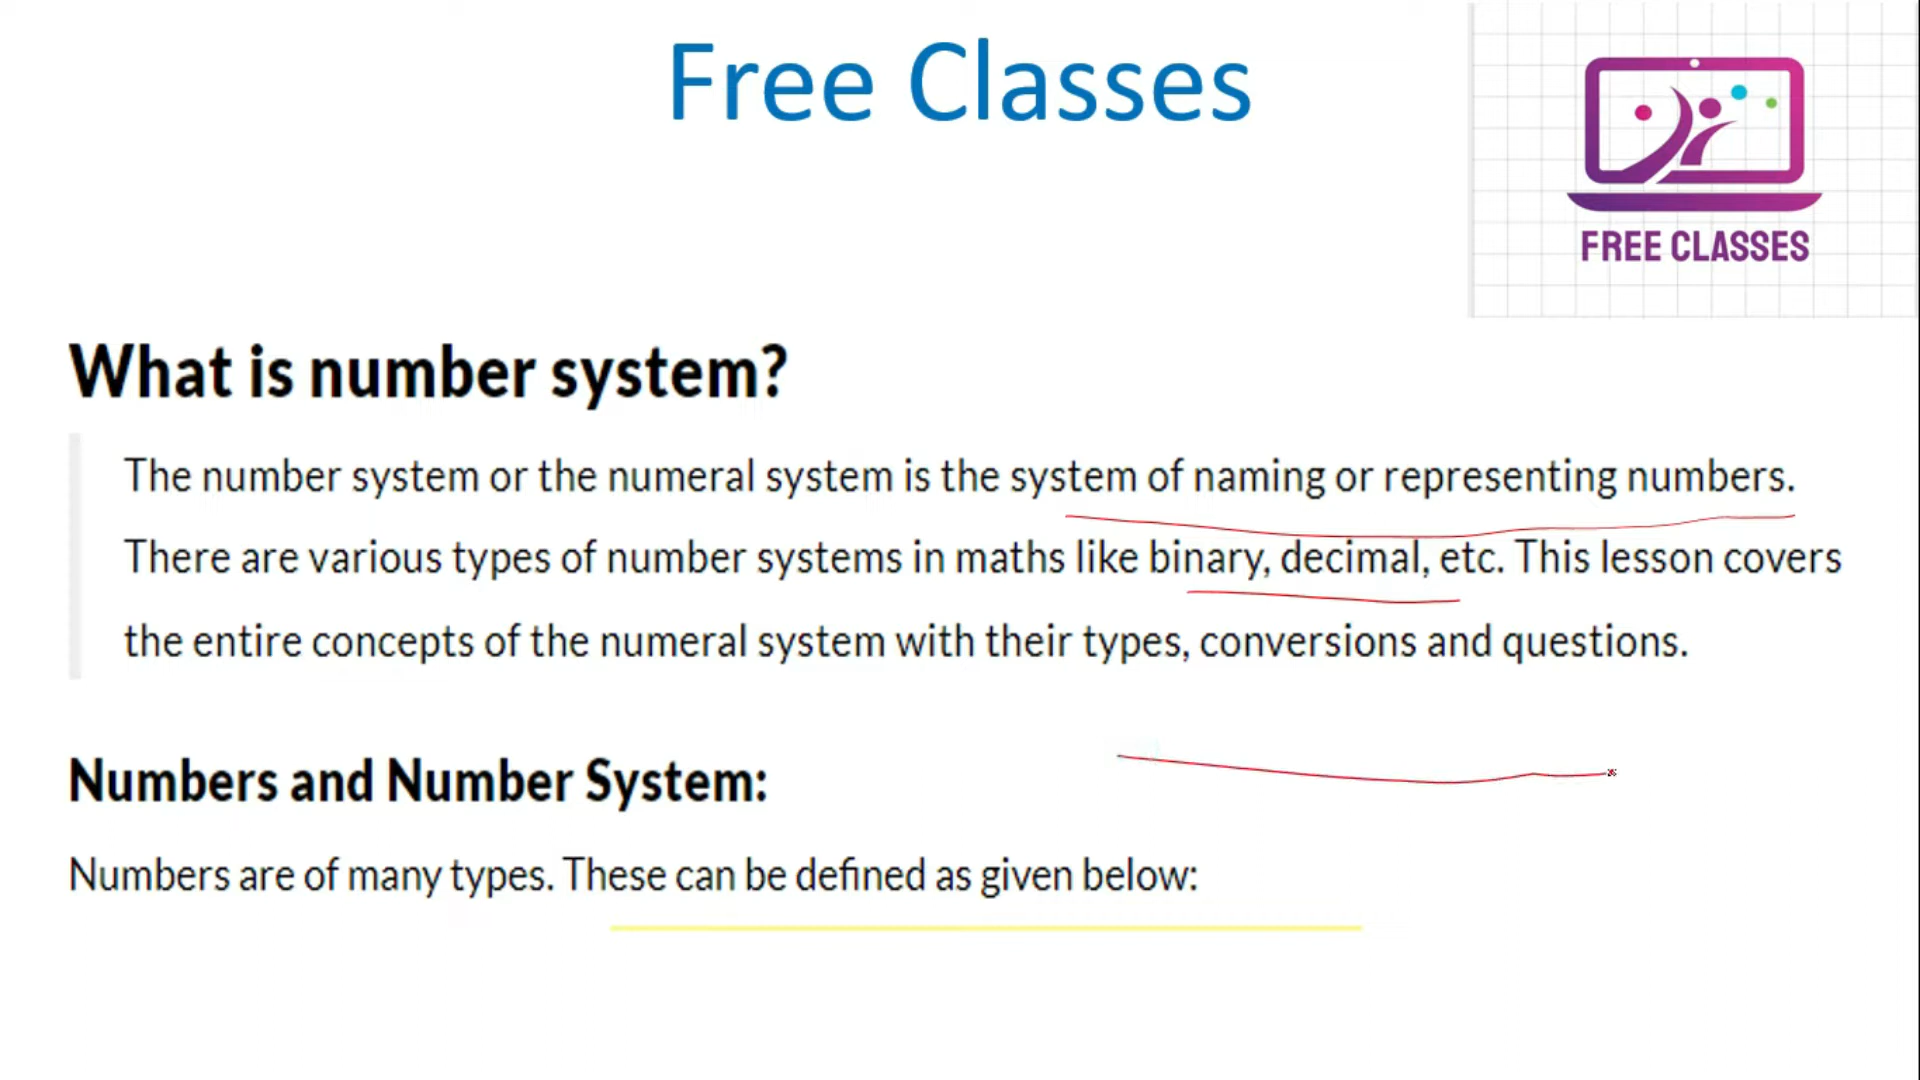 Free Classes
FREE CLASSES
What is number system?
The number system or the numeral system is the system of naming or representing numbers.
There are various types of number systems in maths like binary, decimal, etc. This lesson covers
the entire concepts of the numeral system with their types, conversions and questions.
Numbers and Number System:
Numbers are of many types. These can be defined as given below: